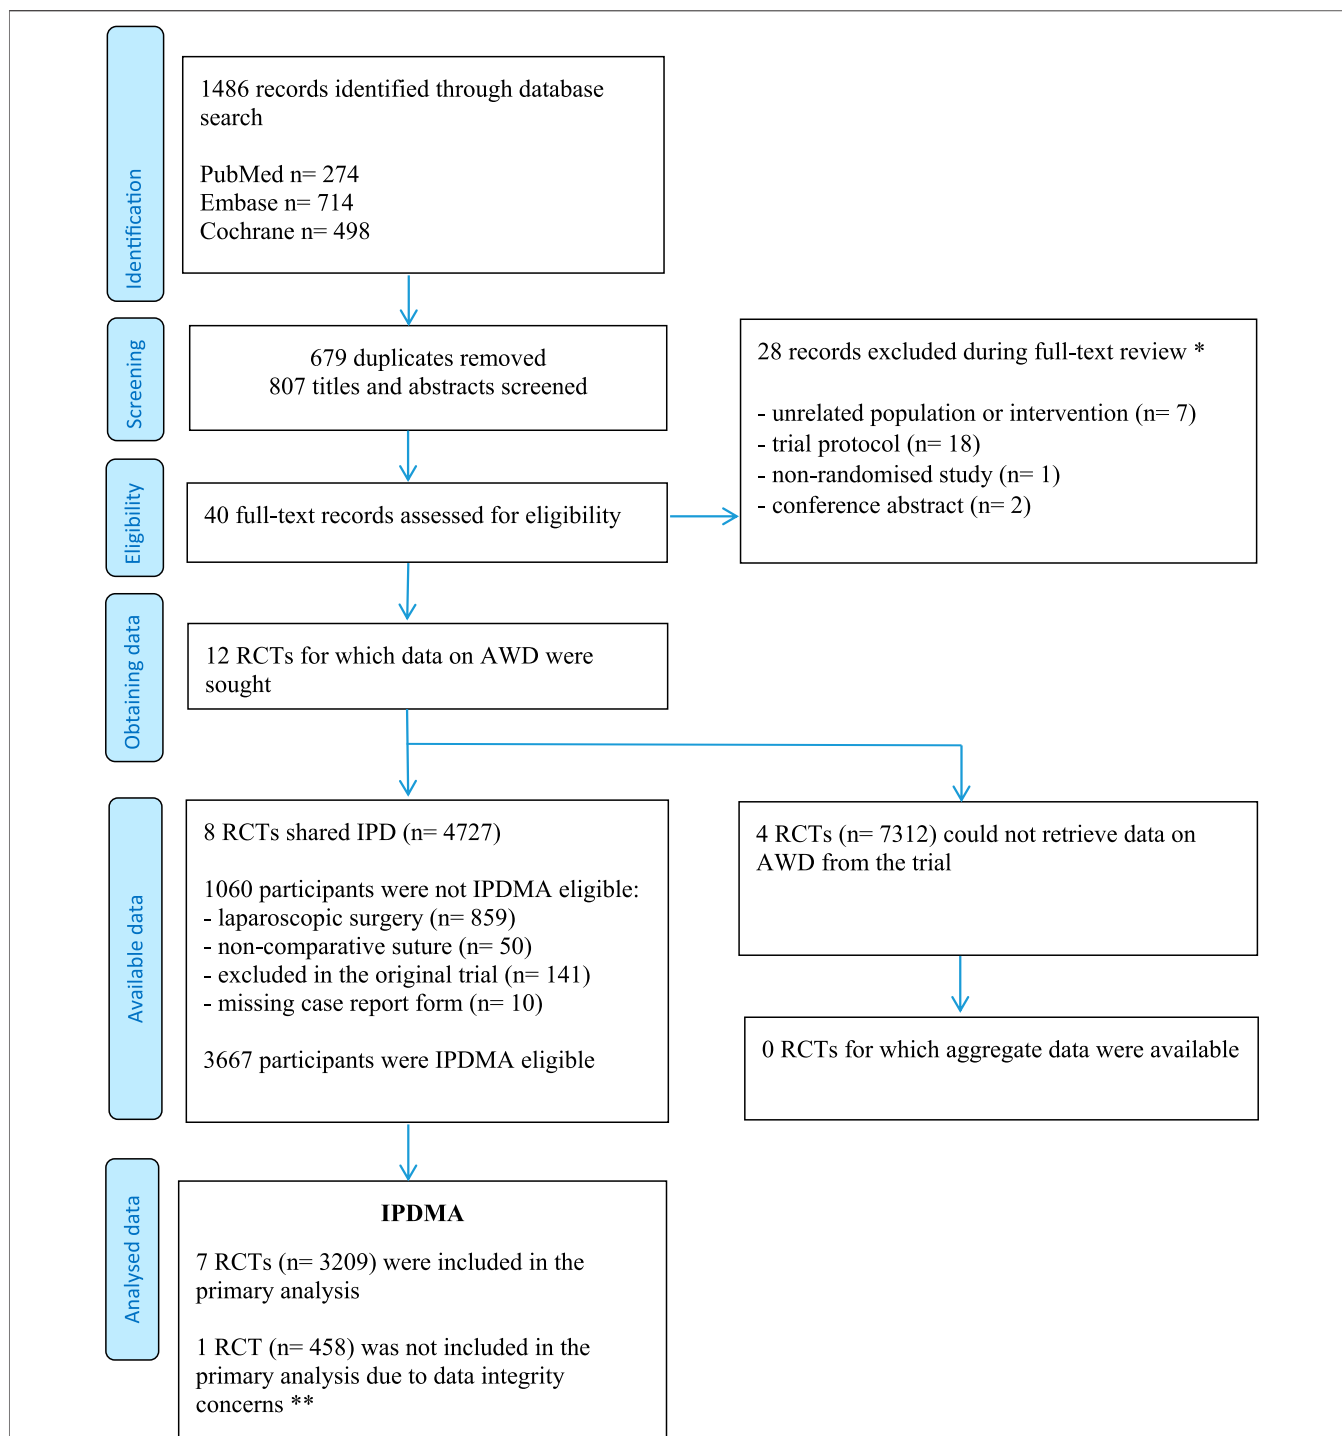 Identification
1486 records identified through database
search
PubMed n= 274
Embase n= 714
Cochrane n= 498
Screening
679 duplicates removed
807 titles and abstracts screened
28 records excluded during full-text review *
- unrelated population or intervention (n= 7)
- trial protocol (n= 18)
- non-randomised study (n= 1)
- conference abstract (n= 2)
Eligibility
40 full-text records assessed for eligibility
Obtaining data
12 RCTs for which data on AWD were
sought
Available data
8 RCTs shared IPD (n= 4727)
1060 participants were not IPDMA eligible:
- laparoscopic surgery (n= 859)
- non-comparative suture (n= 50)
- excluded in the original trial (n= 141)
- missing case report form (n= 10)
3667 participants were IPDMA eligible
4 RCTs (n= 7312) could not retrieve data on
AWD from the trial
0 RCTs for which aggregate data were available
Analysed data
IPDMA
7 RCTs (n= 3209) were included in the
primary analysis
1 RCT (n= 458) was not included in the
primary analysis due to data integrity
concerns **